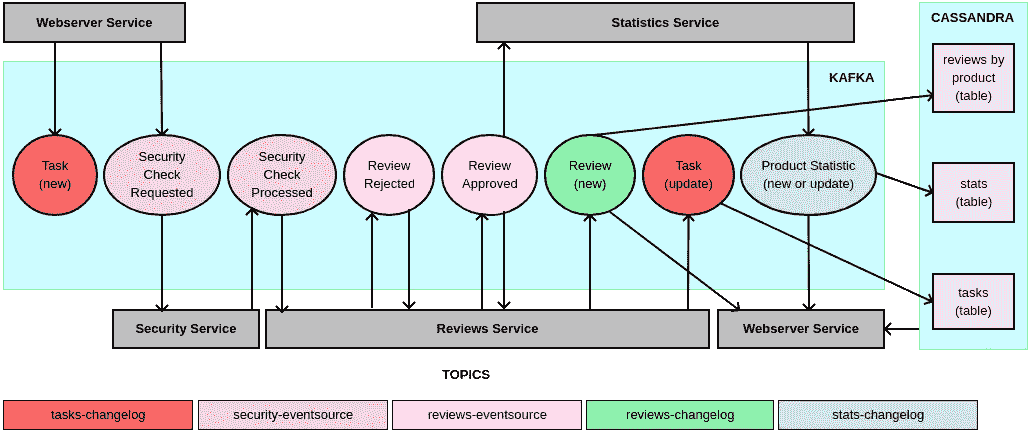 Webserver Service
Statistics Service
CASSANDRA
KAFKA
reviews by
product
(table)
Task
(new)
Security
Check
Requested
Security
Check
Processed
Review
Rejected
Review
Approved
Review
(new)
Task
(update)
Product Statistic
(new or update)
stats
(table)
tasks
(table)
Security Service
Reviews Service
Webserver Service
TOPICS
tasks-changelog
security-eventsource
reviews-eventsource
reviews-changelog
stats-changelog